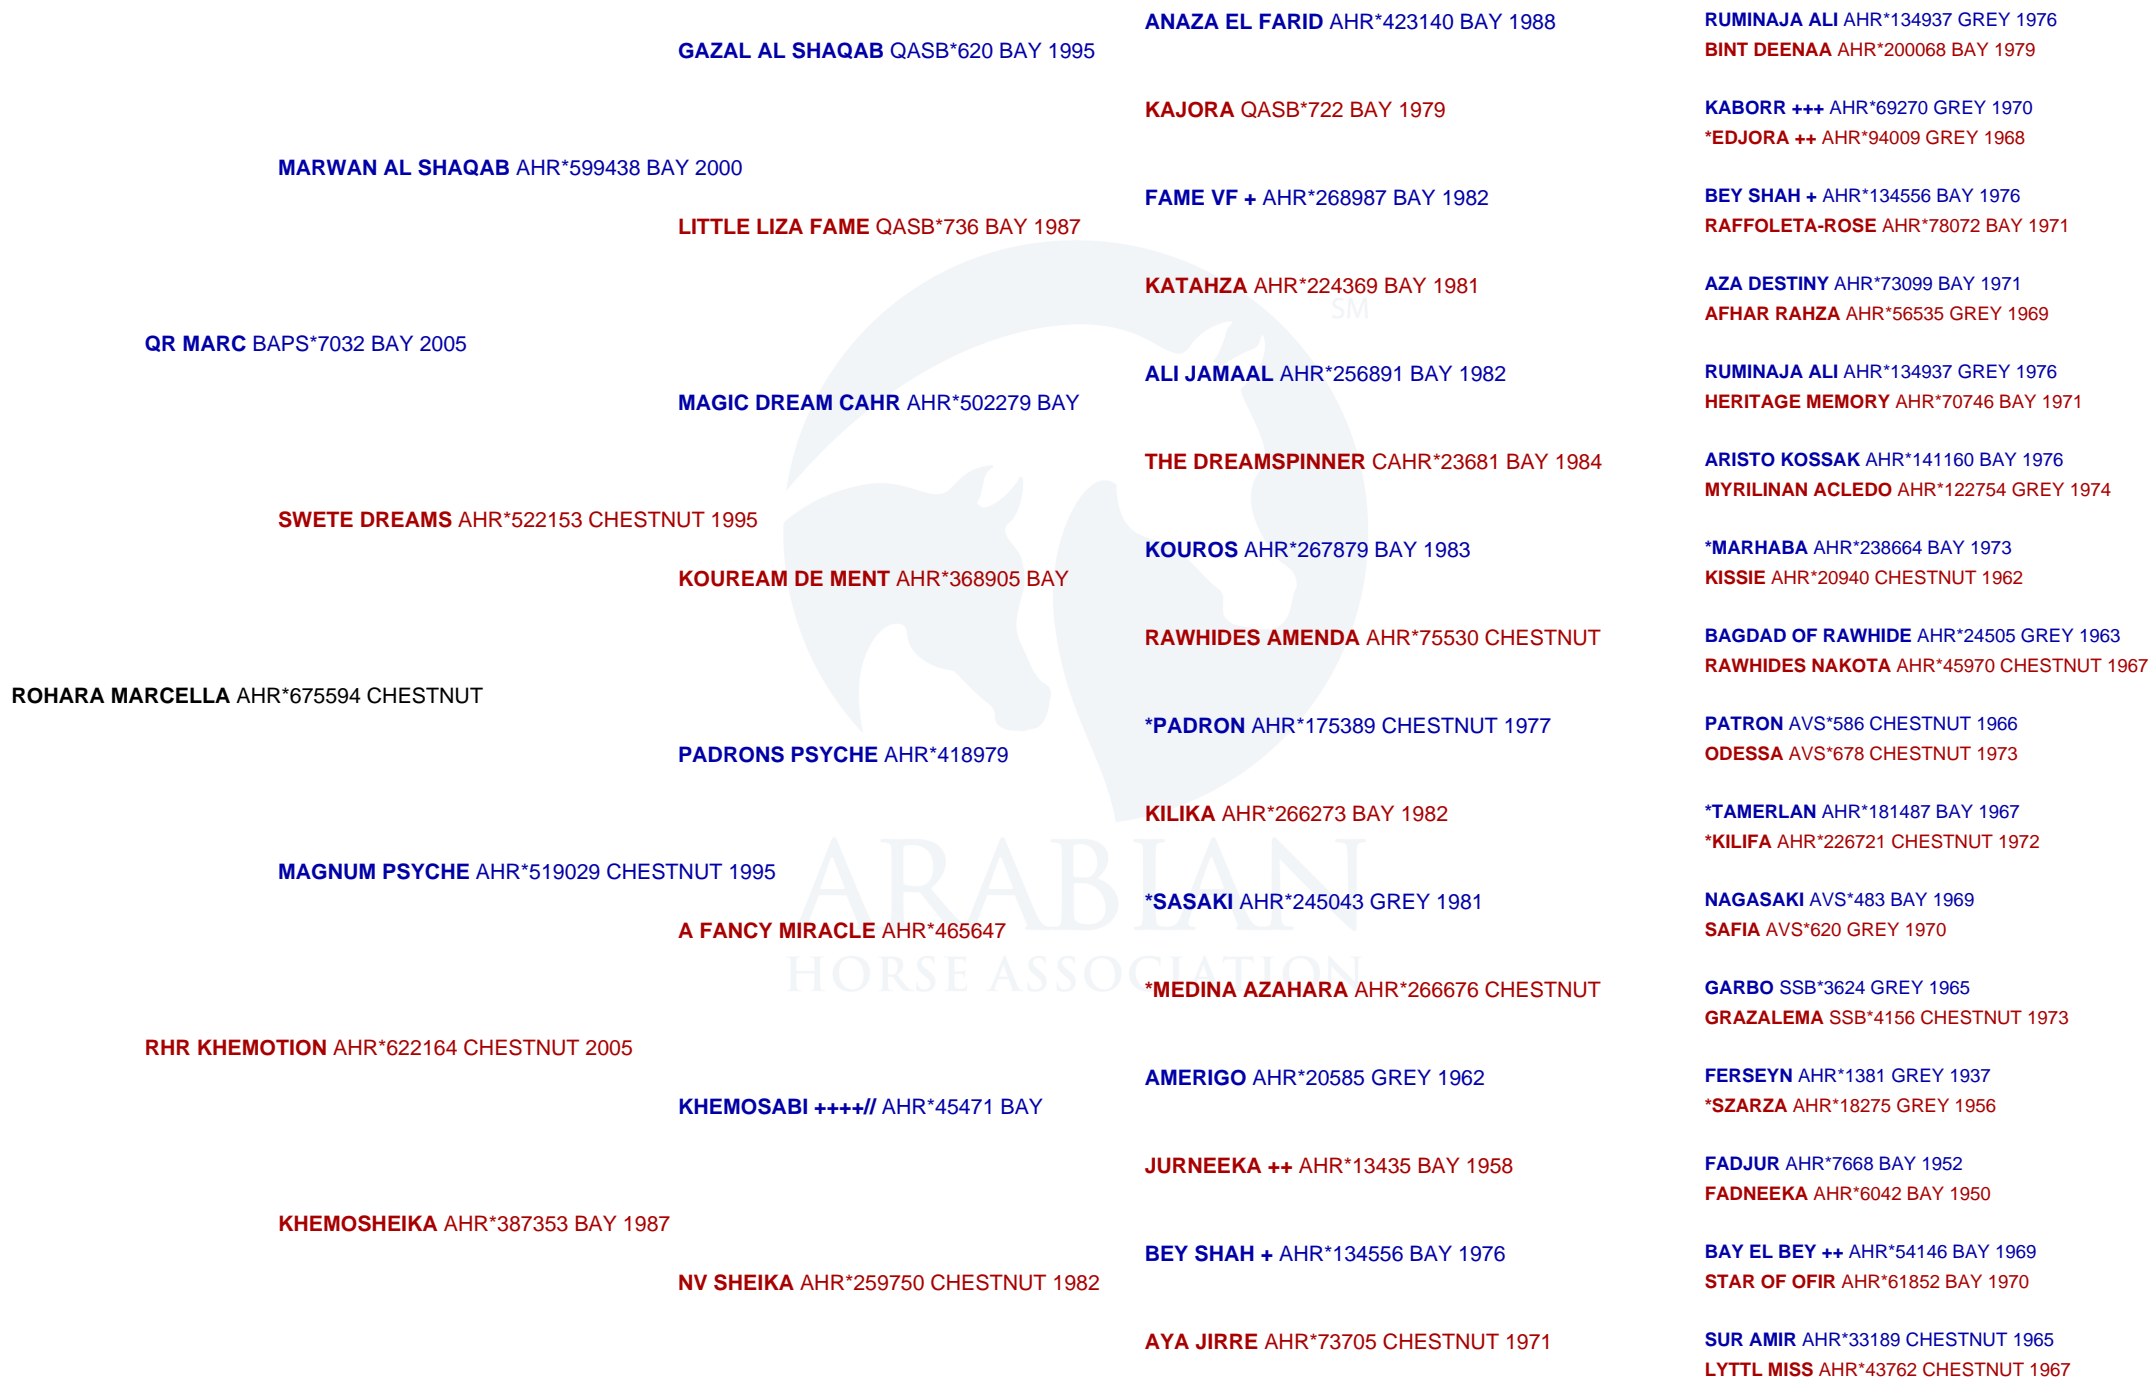 ANAZA EL FARID AHR*423140 BAY 1988
RUMINAJA ALI AHR*134937 GREY 1976
GAZAL AL SHAQAB QASB*620 BAY 1995
BINT DEENAA AHR*200068 BAY 1979
KAJORA QASB*722 BAY 1979
KABORR +++ AHR*69270 GREY 1970
*EDJORA ++ AHR*94009 GREY 1968
MARWAN AL SHAQAB AHR*599438 BAY 2000
FAME VF + AHR*268987 BAY 1982
BEY SHAH + AHR*134556 BAY 1976
LITTLE LIZA FAME QASB*736 BAY 1987
RAFFOLETA-ROSE AHR*78072 BAY 1971
KATAHZA AHR*224369 BAY 1981
AZA DESTINY AHR*73099 BAY 1971
SM
AFHAR RAHZA AHR*56535 GREY 1969
QR MARC BAPS*7032 BAY 2005
ALI JAMAAL AHR*256891 BAY 1982
RUMINAJA ALI AHR*134937 GREY 1976
MAGIC DREAM CAHR AHR*502279 BAY
HERITAGE MEMORY AHR*70746 BAY 1971
THE DREAMSPINNER CAHR*23681 BAY 1984
ARISTO KOSSAK AHR*141160 BAY 1976
MYRILINAN ACLEDO AHR*122754 GREY 1974
SWETE DREAMS AHR*522153 CHESTNUT 1995
KOUROS AHR*267879 BAY 1983
*MARHABA AHR*238664 BAY 1973
KOUREAM DE MENT AHR*368905 BAY
KISSIE AHR*20940 CHESTNUT 1962
RAWHIDES AMENDA AHR*75530 CHESTNUT
BAGDAD OF RAWHIDE AHR*24505 GREY 1963
RAWHIDES NAKOTA AHR*45970 CHESTNUT 1967
ROHARA MARCELLA AHR*675594 CHESTNUT
*PADRON AHR*175389 CHESTNUT 1977
PATRON AVS*586 CHESTNUT 1966
PADRONS PSYCHE AHR*418979
ODESSA AVS*678 CHESTNUT 1973
KILIKA AHR*266273 BAY 1982
*TAMERLAN AHR*181487 BAY 1967
*KILIFA AHR*226721 CHESTNUT 1972
MAGNUM PSYCHE AHR*519029 CHESTNUT 1995
ARABIAN
*SASAKI AHR*245043 GREY 1981
NAGASAKI AVS*483 BAY 1969
A FANCY MIRACLE AHR*465647
SAFIA AVS*620 GREY 1970
HORSE ASSOCIATION
*MEDINA AZAHARA AHR*266676 CHESTNUT
GARBO SSB*3624 GREY 1965
GRAZALEMA SSB*4156 CHESTNUT 1973
RHR KHEMOTION AHR*622164 CHESTNUT 2005
AMERIGO AHR*20585 GREY 1962
FERSEYN AHR*1381 GREY 1937
KHEMOSABI ++++// AHR*45471 BAY
*SZARZA AHR*18275 GREY 1956
JURNEEKA ++ AHR*13435 BAY 1958
FADJUR AHR*7668 BAY 1952
FADNEEKA AHR*6042 BAY 1950
KHEMOSHEIKA AHR*387353 BAY 1987
BEY SHAH + AHR*134556 BAY 1976
BAY EL BEY ++ AHR*54146 BAY 1969
NV SHEIKA AHR*259750 CHESTNUT 1982
STAR OF OFIR AHR*61852 BAY 1970
AYA JIRRE AHR*73705 CHESTNUT 1971
SUR AMIR AHR*33189 CHESTNUT 1965
LYTTL MISS AHR*43762 CHESTNUT 1967